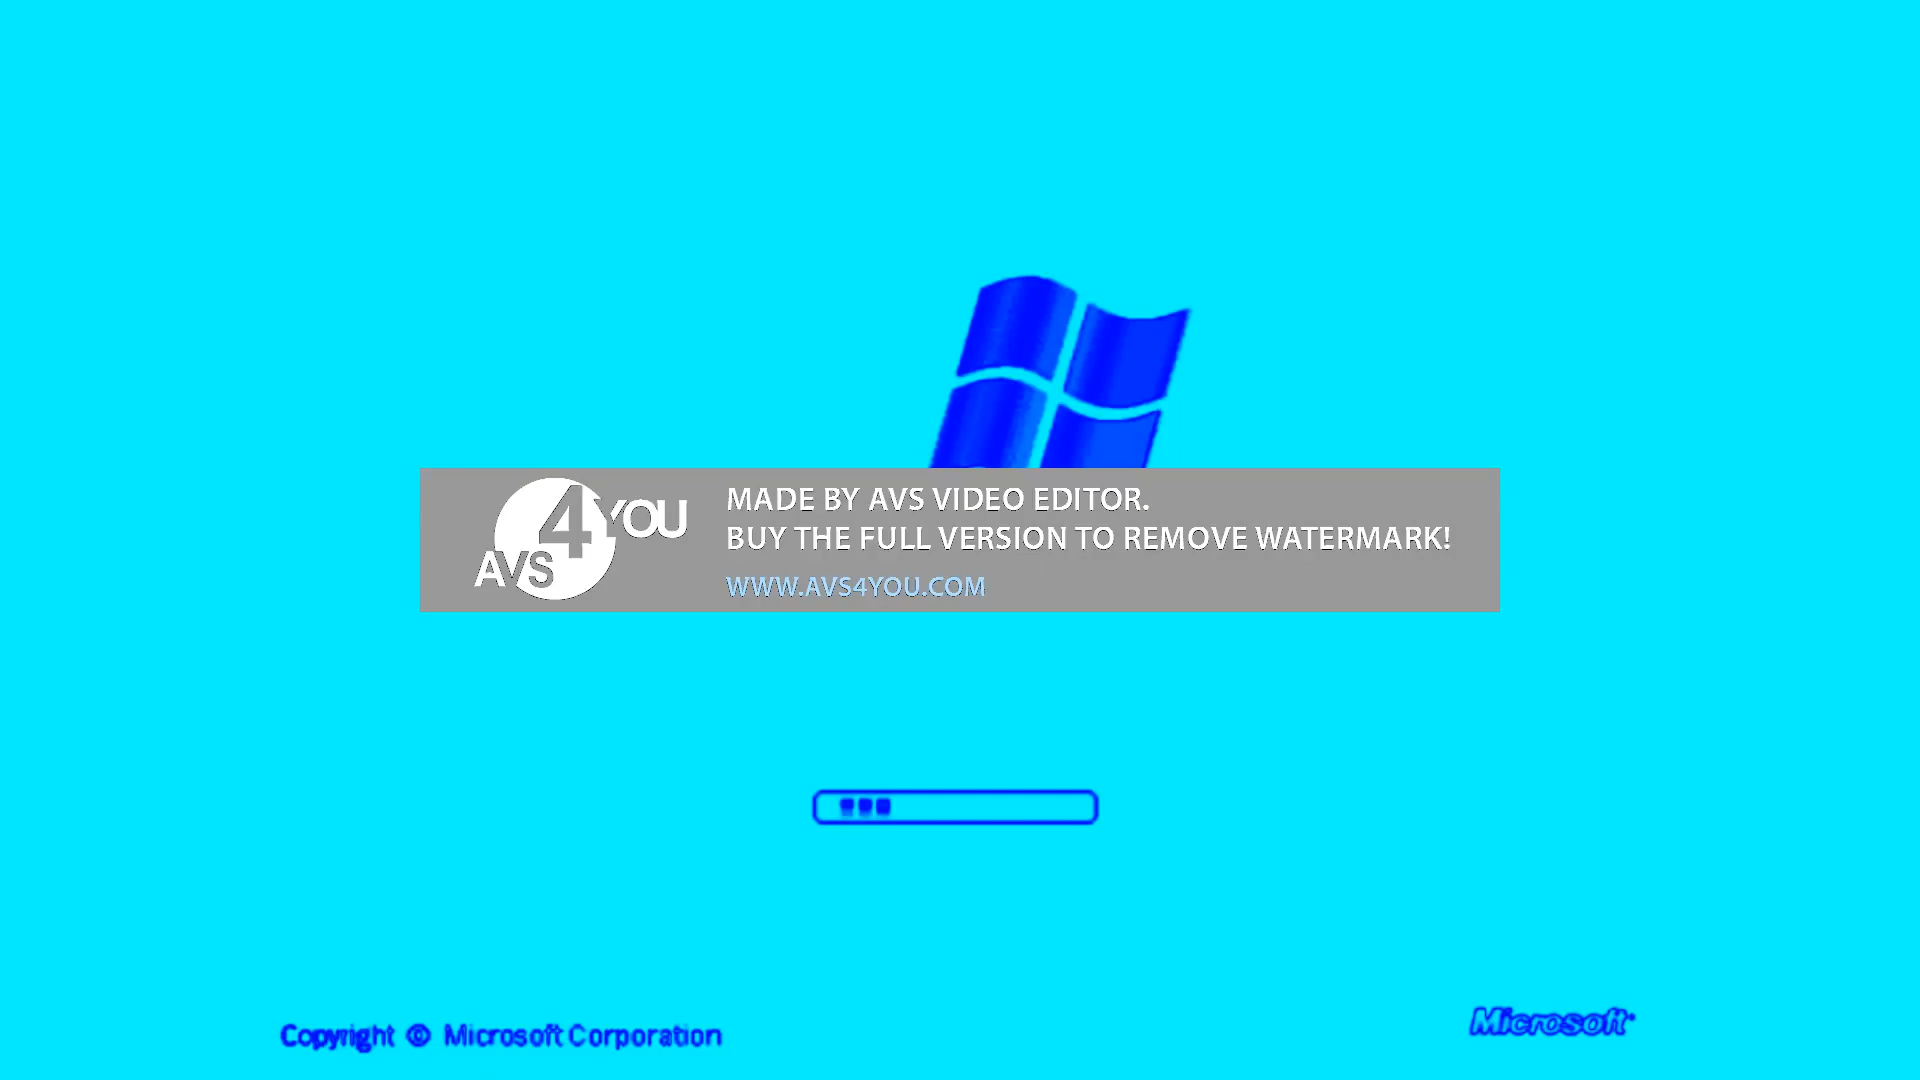 AVS4YOU
MADE BY AVS VIDEO EDITOR.
BUY THE FULL VERSION TO REMOVE WATERMARK!
WWW.AVS4YOU.COM
Copyright © Microsoft Corporation
Microsoft